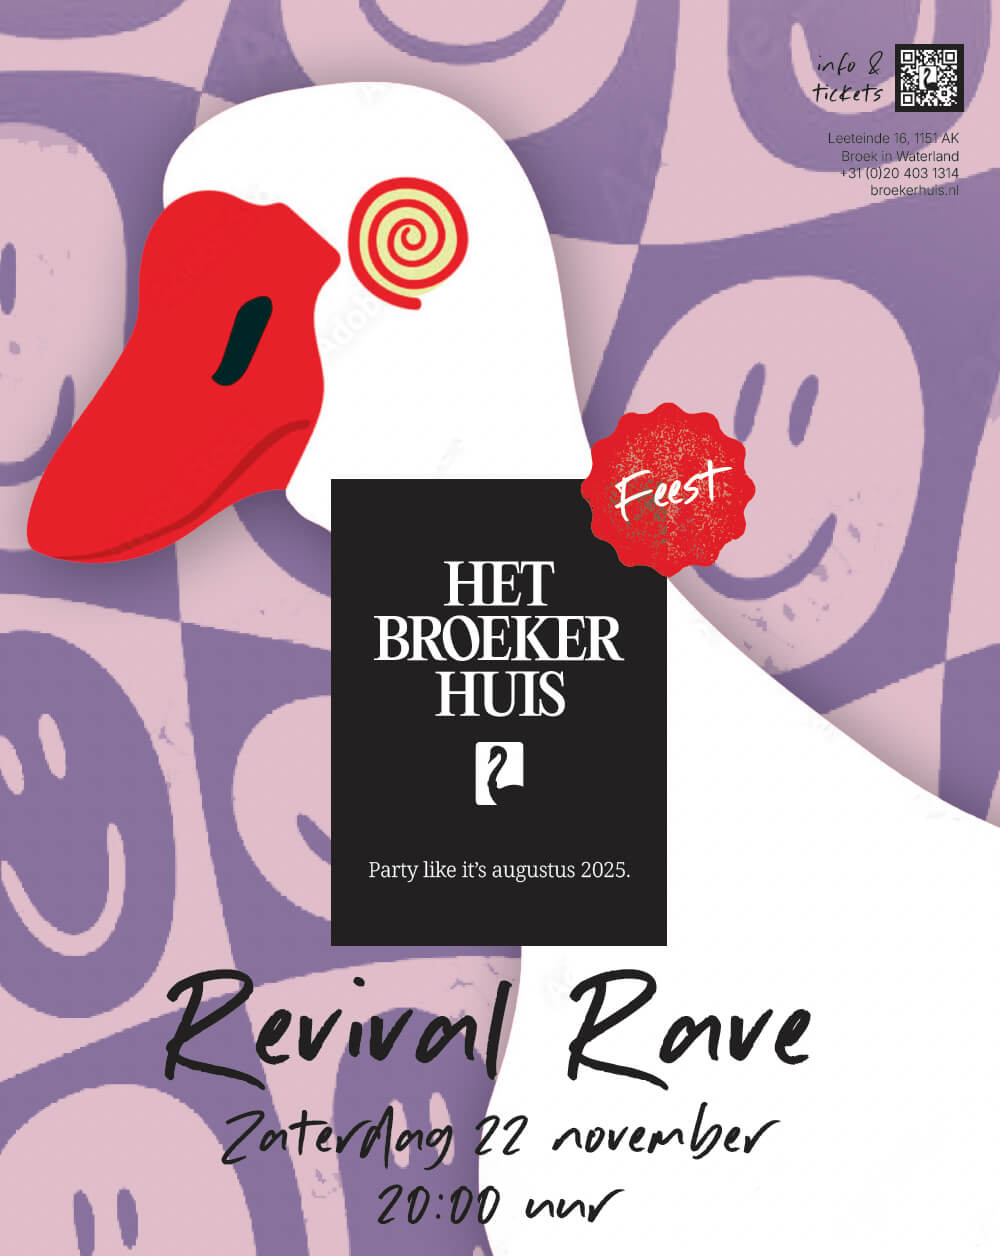 info &
tickets
Leeteinde 16, 1151 AK
Broek in Waterland
+31 (0)20 403 1314
broekerhuis.nl
Feest
HET
BROEKER
HUIS
Party like it's augustus 2025.
Revival Rave
Zaterdag 22 november
20:00 uur